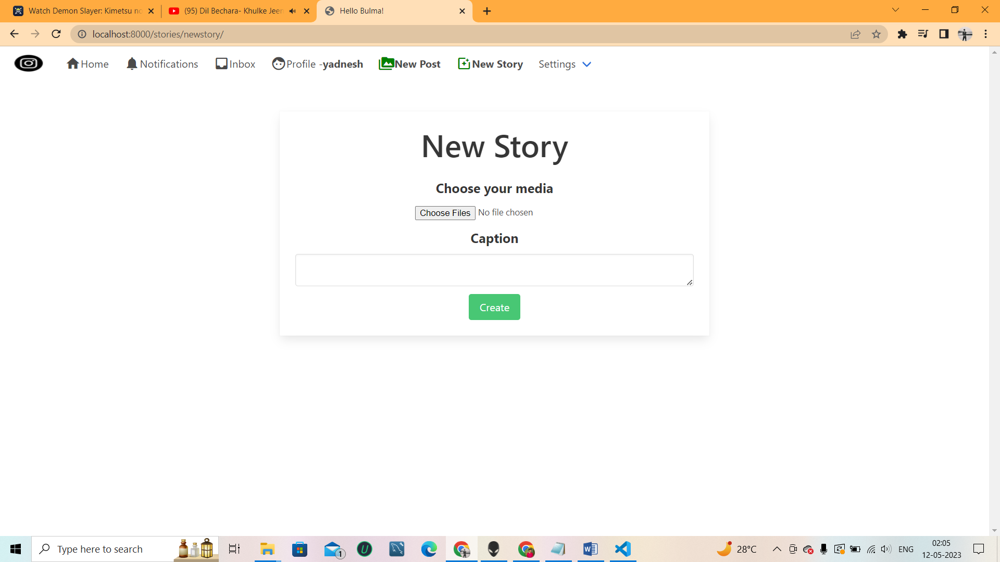 Watch Demon Slayer: Kimetsu no
(95) Dil Bechara- Khulke Jeen
Hello Bulma!
localhost:8000/stories/newstory/
Home
Notifications
Inbox
Profile -yadnesh
New Post
New Story
Settings
New Story
Choose your media
Choose Files No file chosen
Caption
Create
Type here to search
1
28°C
ENG
02:05
12-05-2023